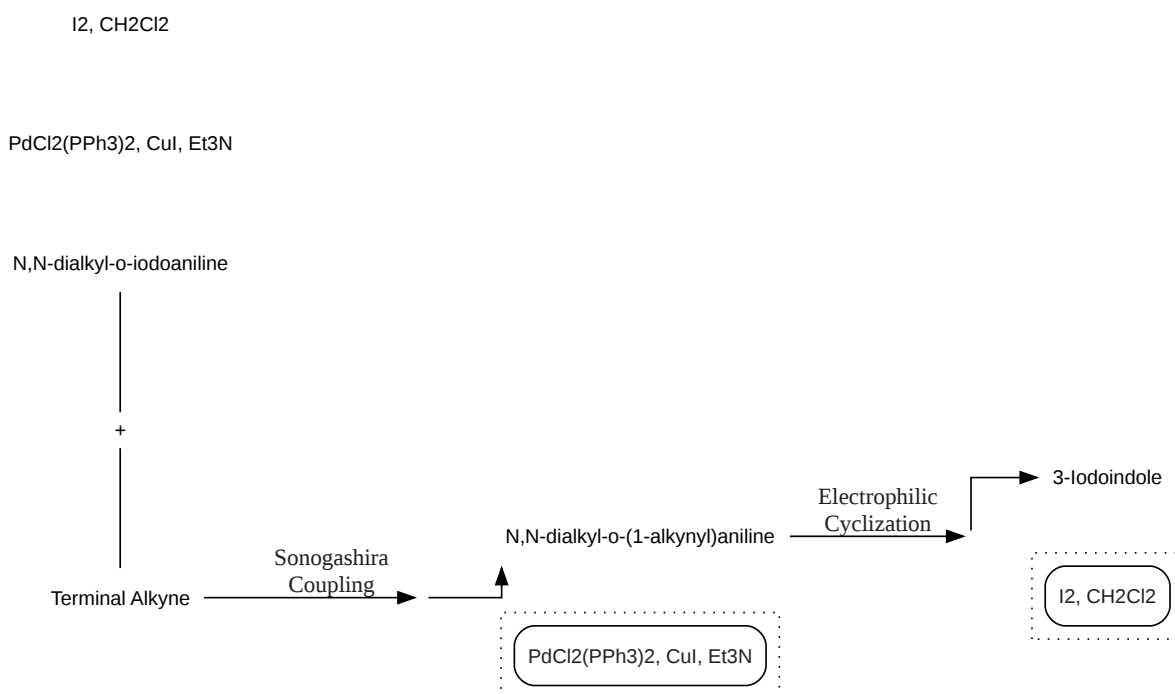 I2, CH2Cl2
PdCl2(PPh3)2, CuI, Et3N
N,N-dialkyl-o-iodoaniline
+
Terminal Alkyne
Sonogashira
Coupling
N,N-dialkyl-o-(1-alkynyl)aniline
PdCl2(PPh3)2, CuI, Et3N
Electrophilic
Cyclization
3-Iodoindole
I2, CH2Cl2